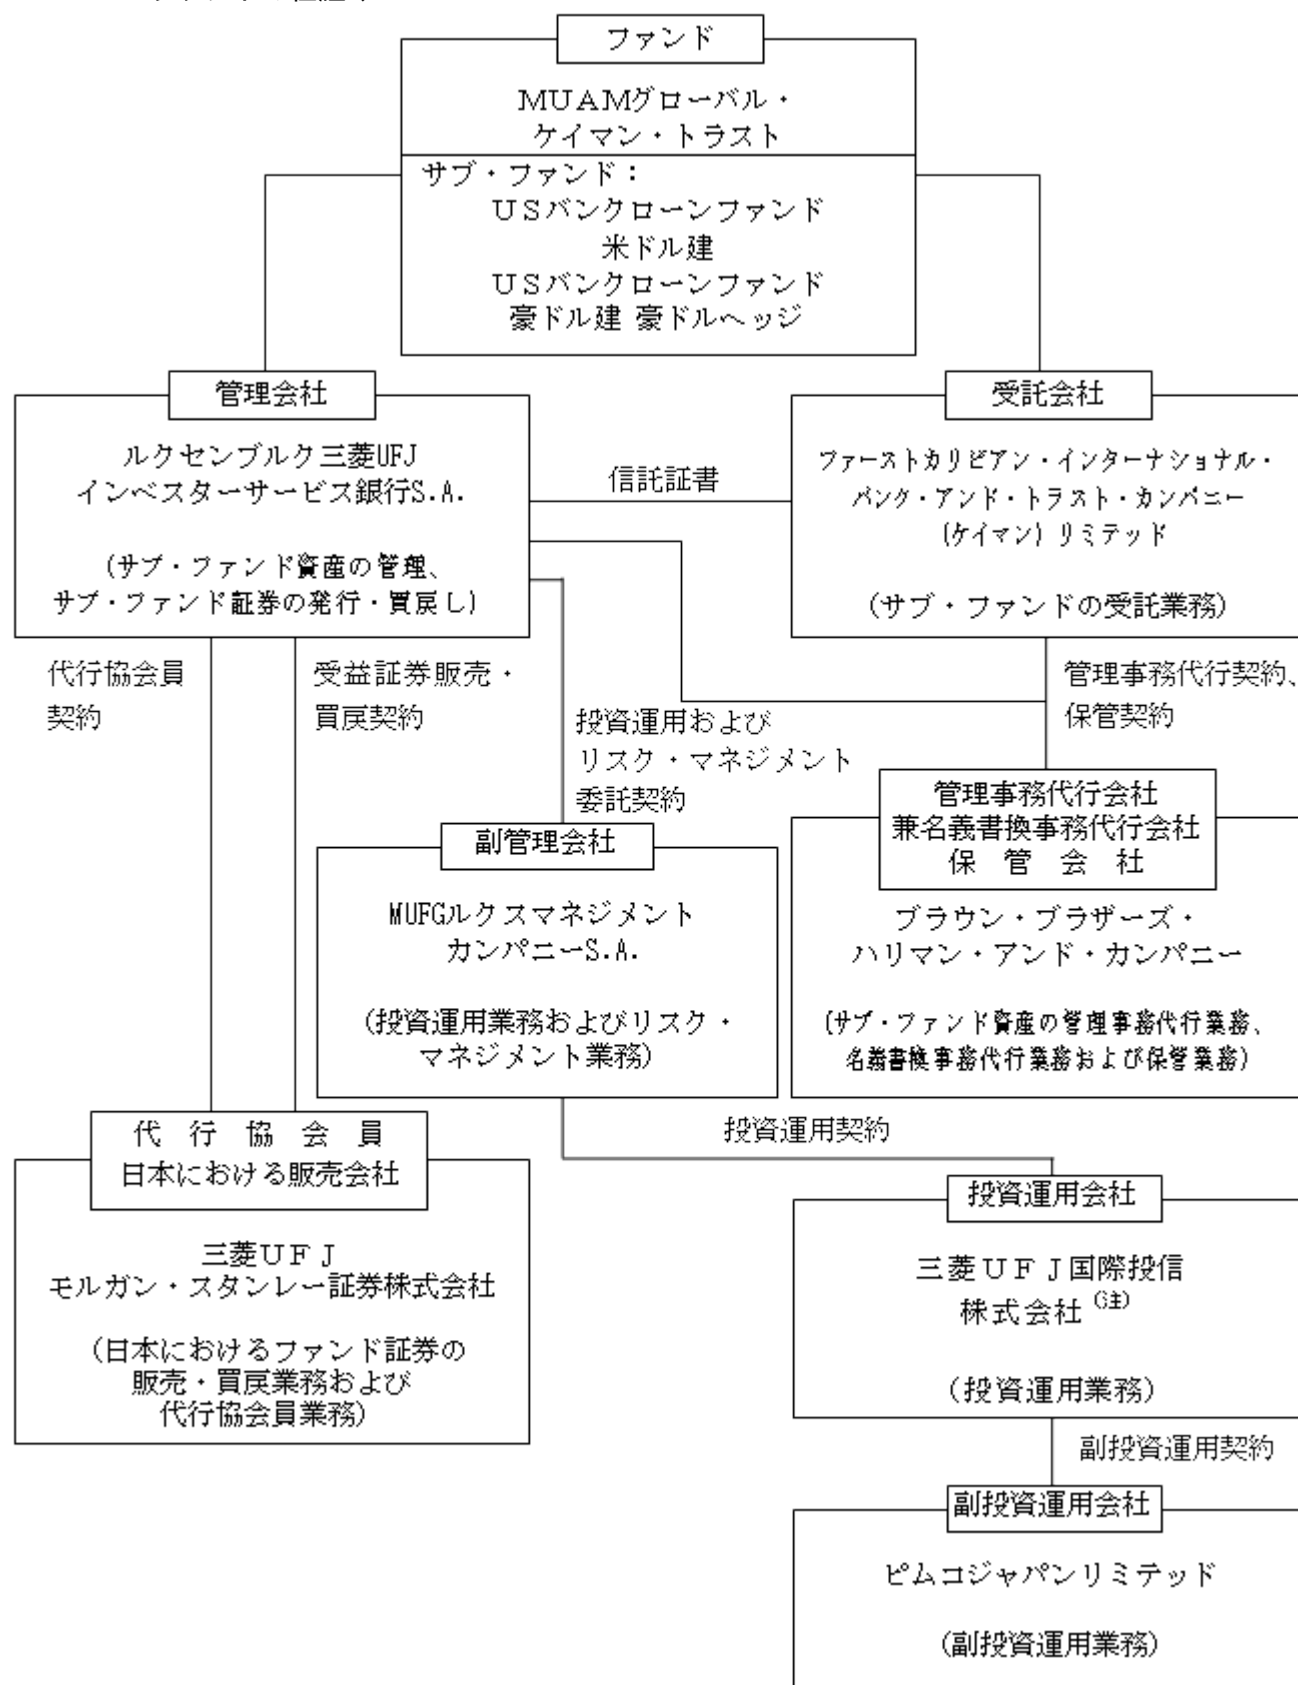 ファンド
MUAMグローバル・
ケイマン・トラスト
サブ・ファンド：
USバンクローンファンド
米ドル建
USバンクローンファンド
豪ドル建 豪ドルヘッジ
管理会社
ルクセンブルク三菱UFJ
インベスターサービス銀行S.A.
(サブ・ファンド資産の管理、
サブ・ファンド証券の発行・買戻し)
信託証書
受託会社
ファーストカリビアン・インターナショナル・
バンク・アンド・トラスト・カンパニー
(ケイマン) リミテッド
(サブ・ファンドの受託業務)
代行協会員
契約
受益証券販売・
買戻契約
投資運用および
リスク・マネジメント
委託契約
管理事務代行契約、
保管契約
副管理会社
MUFGルクスマネジメント
カンパニーS.A.
(投資運用業務およびリスク・
マネジメント業務)
管理事務代行会社
兼名義書換事務代行会社
保管会社
ブラウン・ブラザーズ・
ハリマン・アンド・カンパニー
(サブ・ファンド資産の管理事務代行業務、
名義書換事務代行業務および保管業務)
代行協会員
日本における販売会社
三菱UFJ
モルガン・スタンレー証券株式会社
(日本におけるファンド証券の
販売・買戻業務および
代行協会員業務)
投資運用契約
投資運用会社
三菱UFJ国際投信
株式会社(注)
(投資運用業務)
副投資運用契約
副投資運用会社
ピムコジャパンリミテッド
(副投資運用業務)